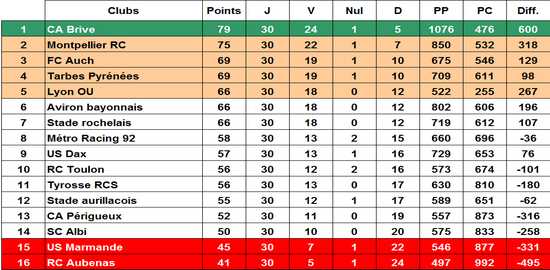 Clubs Points J V Nul D PP PC Diff.
1 CA Brive 79 30 24 1 5 1076 476 600
2 Montpellier RC 75 30 22 1 7 850 532 318
3 FC Auch 69 30 19 1 10 675 546 129
4 Tarbes Pyrénées 69 30 19 1 10 709 611 98
5 Lyon OU 66 30 18 0 12 522 255 267
6 Aviron bayonnais 66 30 18 0 12 802 606 196
7 Stade rochelais 66 30 18 0 12 719 612 107
8 Métro Racing 92 58 30 13 2 15 660 696 -36
9 US Dax 57 30 13 1 16 729 653 76
10 RC Toulon 56 30 12 2 16 573 674 -101
11 Tyrosse RCS 56 30 13 0 17 630 810 -180
12 Stade aurillacois 55 30 12 1 17 589 651 -62
13 CA Périgueux 52 30 11 0 19 557 873 -316
14 SC Albi 50 30 10 0 20 575 833 -258
15 US Marmande 45 30 7 1 22 546 877 -331
16 RC Aubenas 41 30 5 1 24 497 992 -495